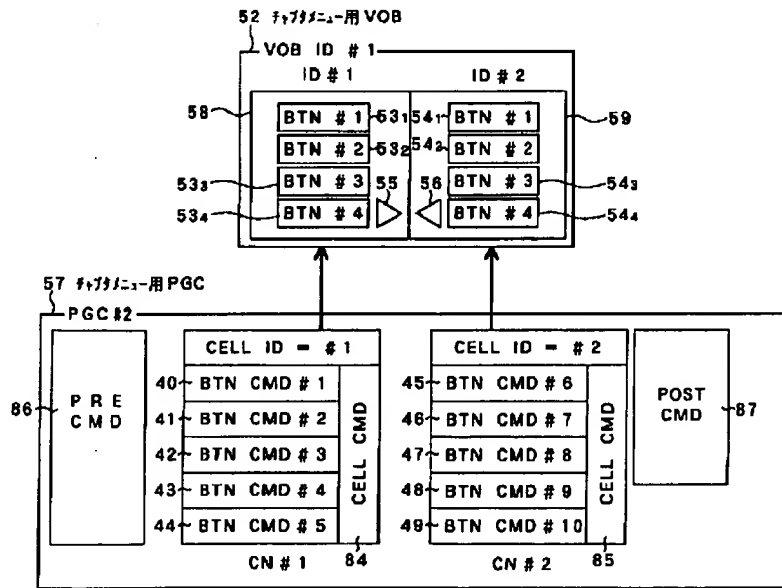 52 チャプタメニュー用 VOB
VOB ID # 1
ID # 1 ID # 2
58 BTN # 1 53₁ 54₁ BTN # 1 59
BTN # 2 53₂ 54₂ BTN # 2
53₃ BTN # 3 55 56 BTN # 3 54₃
53₄ BTN # 4 BTN # 4 54₄
57 チャプタメニュー用 PGC
PGC #2
CELL ID = # 1 CELL ID = # 2
86 PRE CMD
40 BTN CMD # 1
41 BTN CMD # 2
42 BTN CMD # 3
43 BTN CMD # 4
44 BTN CMD # 5
CELL CMD
84
CN # 1
45 BTN CMD # 6
46 BTN CMD # 7
47 BTN CMD # 8
48 BTN CMD # 9
49 BTN CMD # 10
CELL CMD
85
CN # 2
POST CMD 87